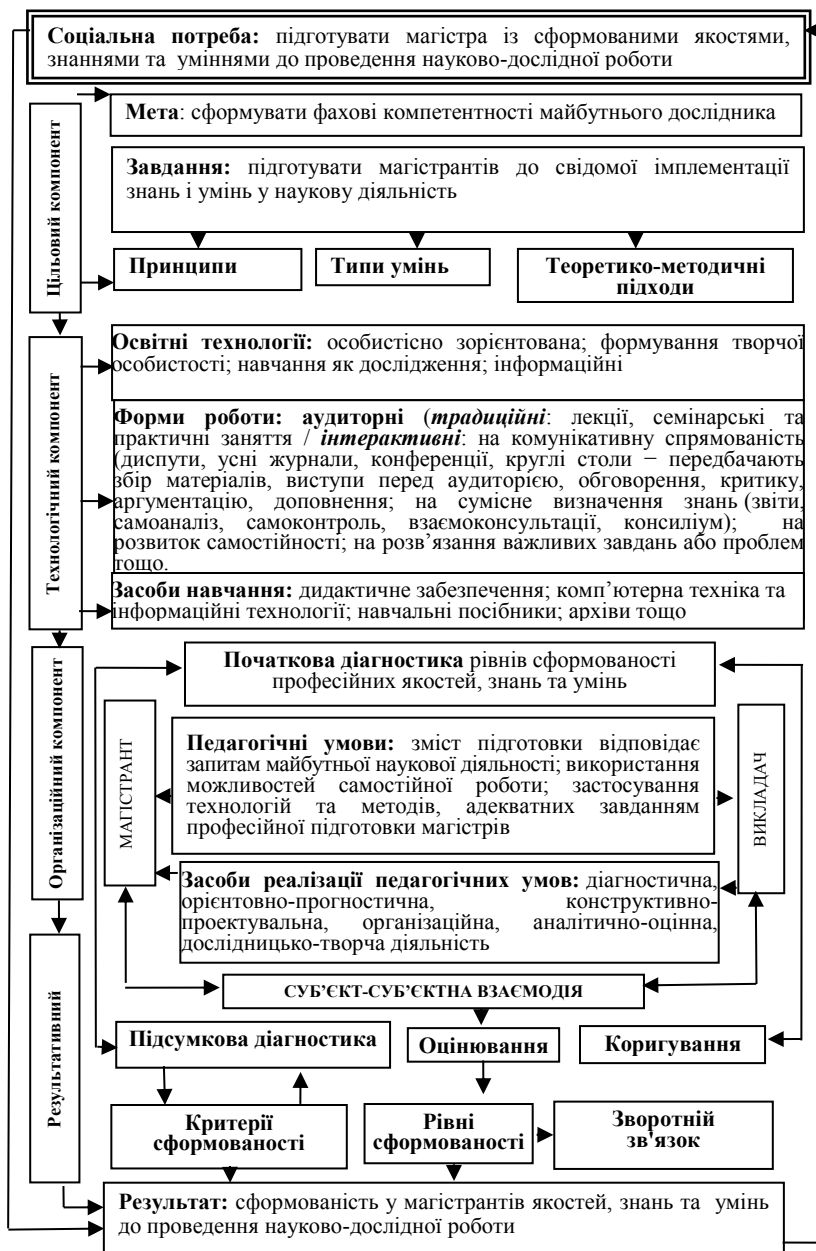 Соціальна потреба: підготувати магістра із сформованими якостями,
знаннями та уміннями до проведення науково-дослідної роботи
Цільовий компонент
Мета: сформувати фахові компетентності майбутнього дослідника
Завдання: підготувати магістрантів до свідомої імплементації
знань і умінь у наукову діяльність
Принципи
Типи умінь
Теоретико-методичні
підходи
Технологічний компонент
Освітні технології: особистісно зорієнтована; формування творчої
особистості; навчання як дослідження; інформаційні
Форми роботи: аудиторні (традиційні: лекції, семінарські та
практичні заняття / інтерактивні: на комунікативну спрямованість
(диспути, усні журнали, конференції, круглі столи – передбачають
збір матеріалів, виступи перед аудиторією, обговорення, критику,
аргументацію, доповнення; на сумісне визначення знань (звіти,
самоаналіз, самоконтроль, взаємоконсультації, консиліум); на
розвиток самостійності; на розв’язання важливих завдань або проблем
тощо.
Засоби навчання: дидактичне забезпечення; комп’ютерна техніка та
інформаційні технології; навчальні посібники; архіви тощо
Організаційний компонент
Початкова діагностика рівнів сформованості
професійних якостей, знань та умінь
МАГІСТРАНТ
Педагогічні умови: зміст підготовки відповідає
запитам майбутньої наукової діяльності; використання
можливостей самостійної роботи; застосування
технологій та методів, адекватних завданням
професійної підготовки магістрів
ВИКЛАДАЧ
Засоби реалізації педагогічних умов: діагностична,
орієнтовно-прогностична, конструктивно-
проектувальна, організаційна, аналітично-оцінна,
дослідницько-творча діяльність
СУБ’ЄКТ-СУБ’ЄКТНА ВЗАЄМОДІЯ
Результативний
Підсумкова діагностика
Оцінювання
Коригування
Критерії
сформованості
Рівні
сформованості
Зворотній
зв'язок
Результат: сформованість у магістрантів якостей, знань та умінь
до проведення науково-дослідної роботи